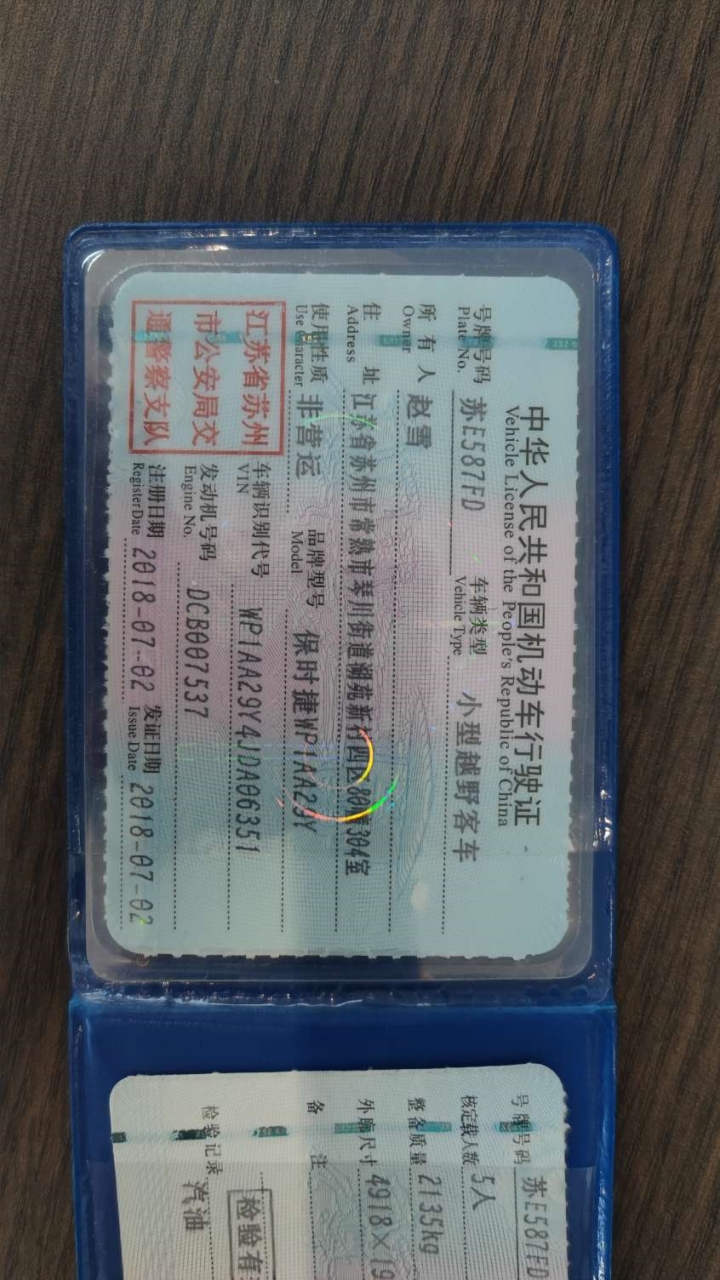 中华人民共和国机动车行驶证
Vehicle License of the People's Republic of China
号牌号码 苏E587FD 车辆类型 小型越野客车
Plate No. Vehicle Type
所有人 赵雪
Owner
住址 江苏省苏州市常熟市琴川街道湖苑新村四区 304室
Address
使用性质 非营运 品牌型号 保时捷WP1AA29Y
Use Character Model
江苏省苏州
市公安局交
通警察支队
车辆识别代号 WP1AA29Y4JDA06351
VIN
发动机号码 DCB007537
Engine No.
注册日期 2018-07-02 发证日期 2018-07-02
Register Date Issue Date
号牌号码 苏E587FD
核定载人数 5人
整备质量 2135kg
外廓尺寸 4918×19
备注
检验有
检验记录 汽油